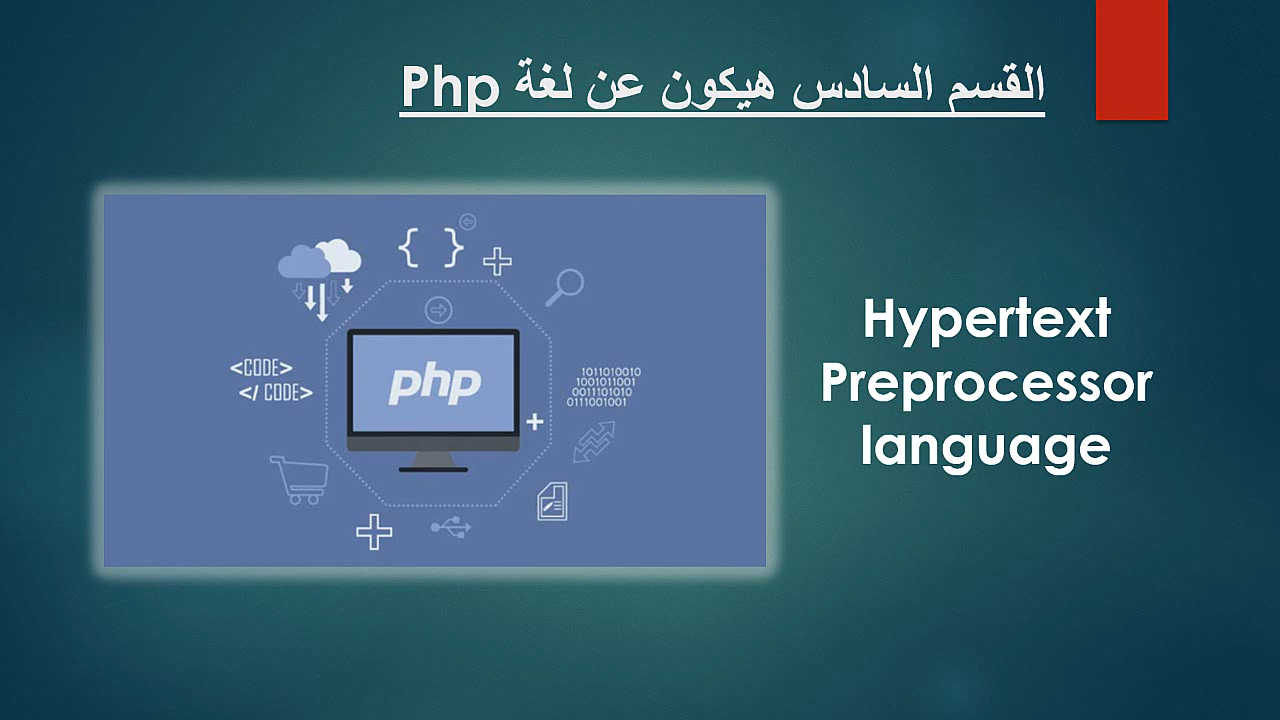 القسم السادس هيكون عن لغة Php
{ }
<CODE>
</ CODE>
php
1011010010
1001011001
0011101010
0111001001
Hypertext
Preprocessor
language